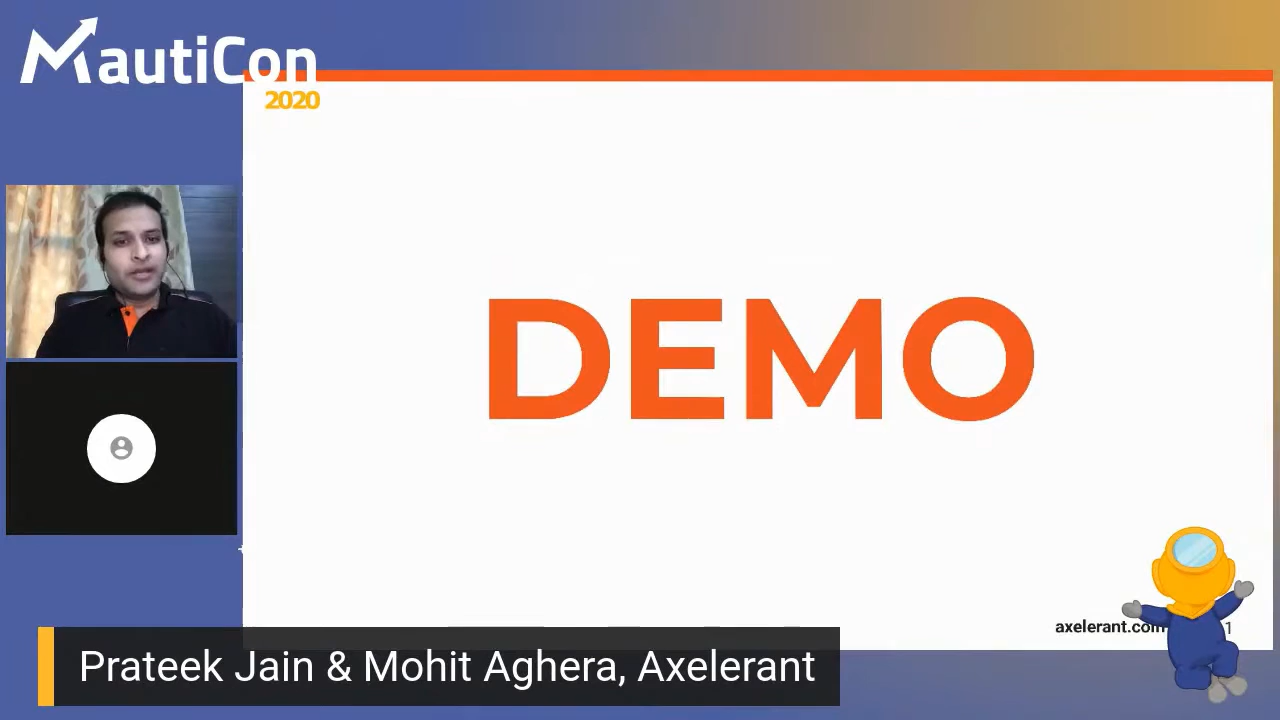 MautiCon
2020
DEMO
axelerant.com
Prateek Jain & Mohit Aghera, Axelerant